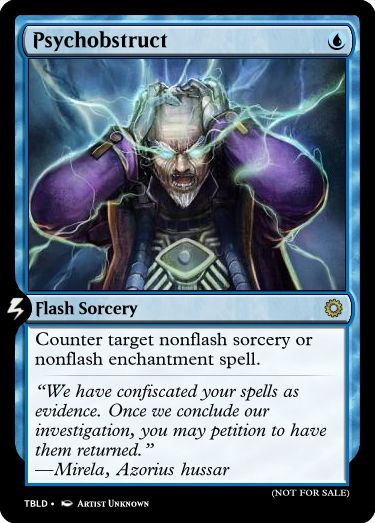 Psychobstruct
Flash Sorcery
Counter target nonflash sorcery or
nonflash enchantment spell.
“We have confiscated your spells as
evidence. Once we conclude our
investigation, you may petition to have
them returned.”
—Mirela, Azorius hussar
(NOT FOR SALE)
TBLD • Artist Unknown